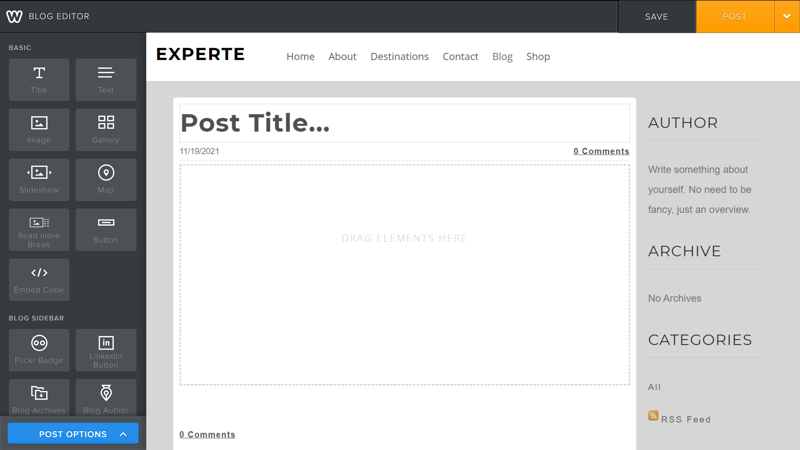 BLOG EDITOR
SAVE
POST
BASIC
Title
Text
Image
Gallery
Slideshow
Map
Read more
Break
Button
Embed Code
BLOG SIDEBAR
Flickr Badge
LinkedIn
Button
Blog Archives
Blog Author
POST OPTIONS
EXPERTE
Home About Destinations Contact Blog Shop
Post Title...
11/19/2021
0 Comments
DRAG ELEMENTS HERE
0 Comments
AUTHOR
Write something about
yourself. No need to be
fancy, just an overview.
ARCHIVE
No Archives
CATEGORIES
All
RSS Feed